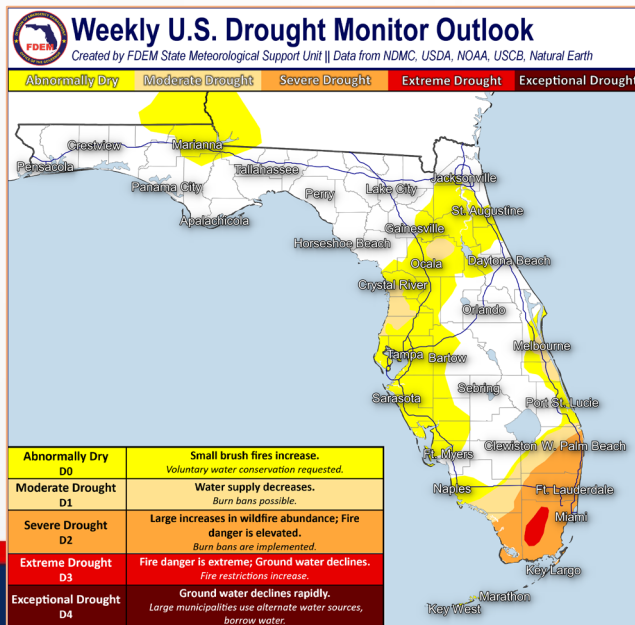 Weekly U.S. Drought Monitor Outlook
Created by FDEM State Meteorological Support Unit || Data from NDMC, USDA, NOAA, USCB, Natural Earth
FDEM
Abnormally Dry Moderate Drought Severe Drought Extreme Drought Exceptional Drought
Crestview
Marianna
Pensacola
Tallahassee
Jacksonville
Panama City
Perry
Lake City
Apalachicola
St. Augustine
Gainesville
Horseshoe Beach
Ocala
Daytona Beach
Crystal River
Orlando
Melbourne
Tampa
Bartow
Sebring
Sarasota
Port St. Lucie
Clewiston
W. Palm Beach
Ft. Myers
Naples
Ft. Lauderdale
Miami
Key Largo
Marathon
Key West
Abnormally Dry
D0
Small brush fires increase.
Voluntary water conservation requested.
Moderate Drought
D1
Water supply decreases.
Burn bans possible.
Severe Drought
D2
Large increases in wildfire abundance; Fire
danger is elevated.
Burn bans are implemented.
Extreme Drought
D3
Fire danger is extreme; Ground water declines.
Fire restrictions increase.
Exceptional Drought
D4
Ground water declines rapidly.
Large municipalities use alternate water sources,
borrow water.